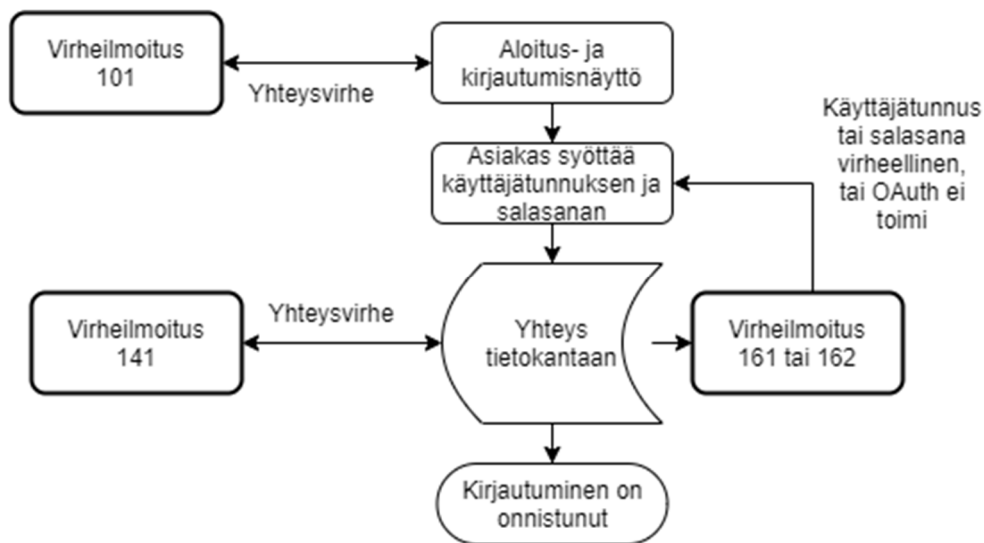 Virheilmoitus
101
Yhteysvirhe
Aloitus- ja
kirjautumisnäyttö
Käyttäjätunnus
tai salasana
virheellinen,
tai OAuth ei
toimi
Asiakas syöttää
käyttäjätunnuksen ja
salasanan
Virheilmoitus
141
Yhteysvirhe
Yhteys
tietokantaan
Virheilmoitus
161 tai 162
Kirjautuminen on
onnistunut